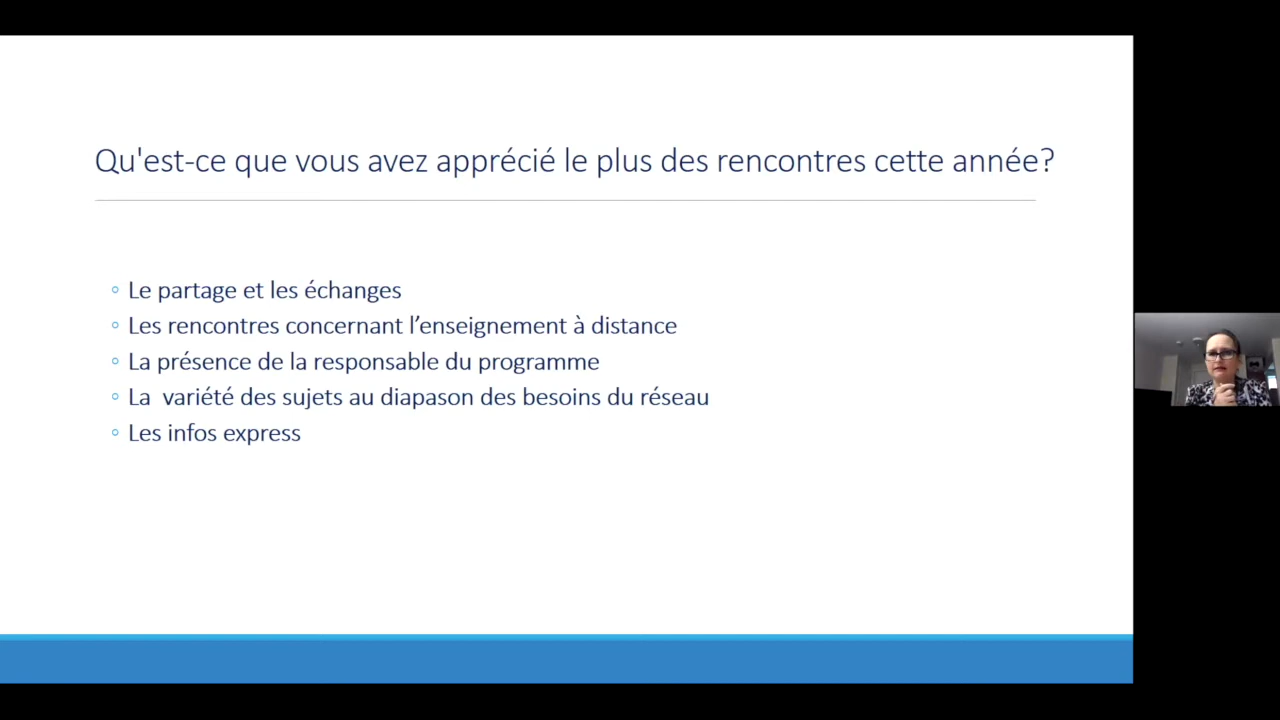 Qu'est-ce que vous avez apprécié le plus des rencontres cette année?
Le partage et les échanges
Les rencontres concernant l’enseignement à distance
La présence de la responsable du programme
La variété des sujets au diapason des besoins du réseau
Les infos express